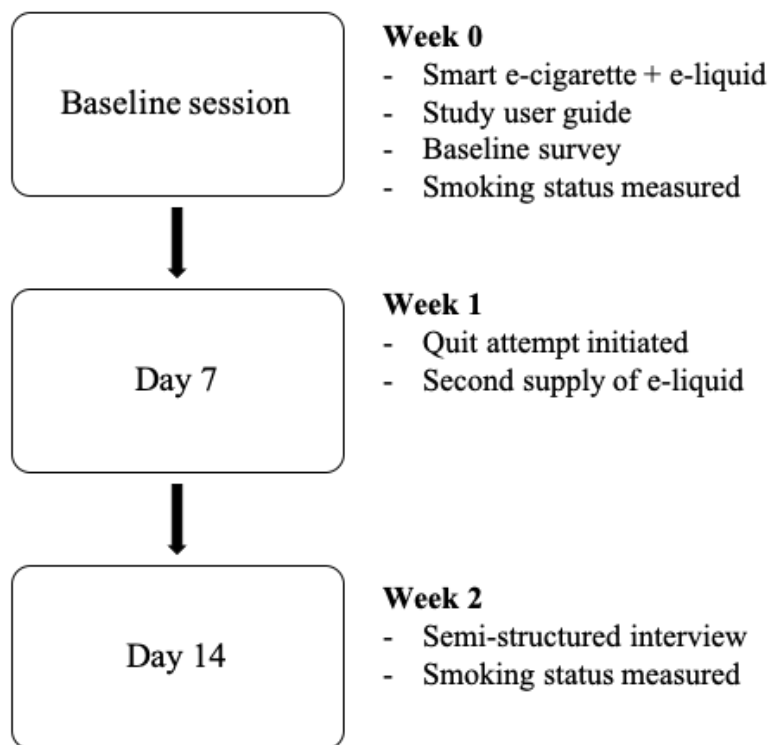 Baseline session
Week 0
- Smart e-cigarette + e-liquid
- Study user guide
- Baseline survey
- Smoking status measured
Day 7
Week 1
- Quit attempt initiated
- Second supply of e-liquid
Day 14
Week 2
- Semi-structured interview
- Smoking status measured